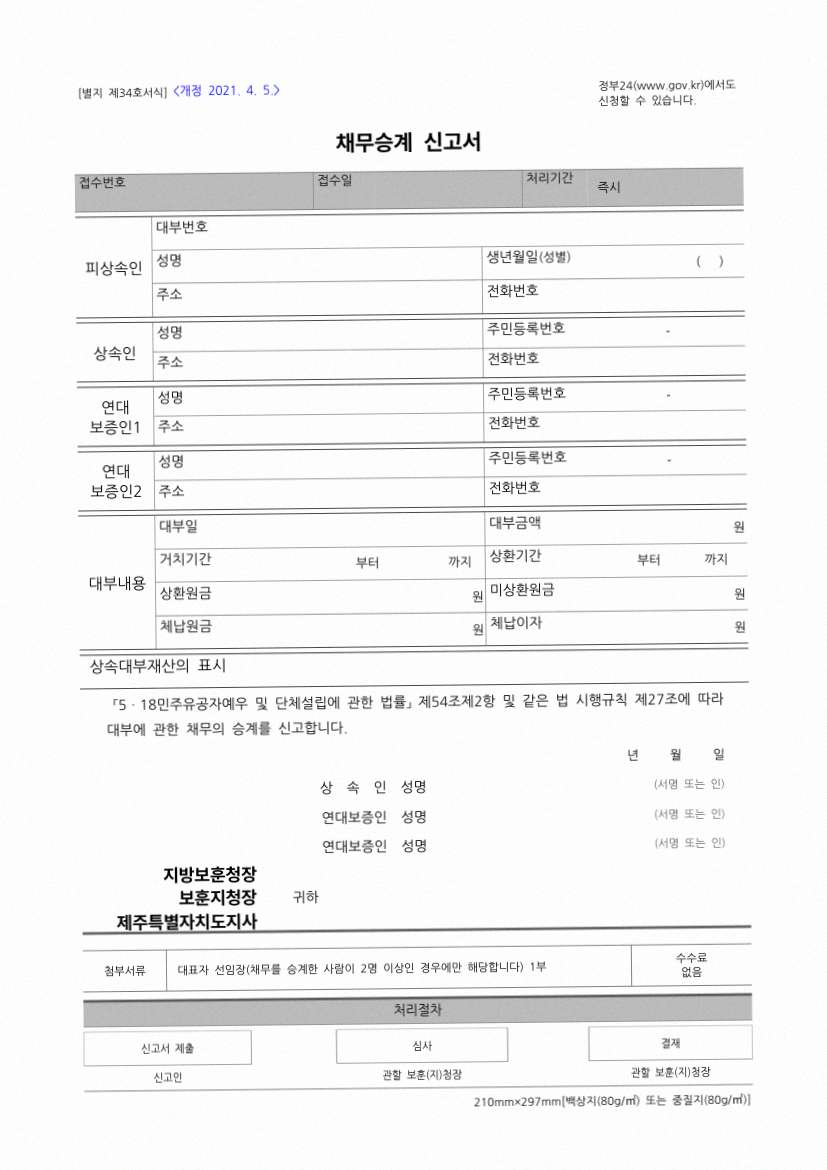 [별지 제34호서식] <개정 2021. 4. 5.>
정부24(www.gov.kr)에서도
신청할 수 있습니다.
채무승계 신고서
접수번호 접수일 처리기간 즉시
피상속인
대부번호
성명 생년월일(성별) ( )
주소 전화번호
상속인
성명 주민등록번호 -
주소 전화번호
연대
보증인1
성명 주민등록번호 -
주소 전화번호
연대
보증인2
성명 주민등록번호 -
주소 전화번호
대부내용
대부일 대부금액 원
거치기간 부터 까지 상환기간 부터 까지
상환원금 원 미상환원금 원
체납원금 원 체납이자 원
상속대부재산의 표시
「5ㆍ18민주유공자예우 및 단체설립에 관한 법률」 제54조제2항 및 같은 법 시행규칙 제27조에 따라
대부에 관한 채무의 승계를 신고합니다.
년 월 일
상 속 인 성명 (서명 또는 인)
연대보증인 성명 (서명 또는 인)
연대보증인 성명 (서명 또는 인)
지방보훈청장
보훈지청장 귀하
제주특별자치도지사
첨부서류 대표자 선임장(채무를 승계한 사람이 2명 이상인 경우에만 해당합니다) 1부
수수료
없음
처리절차
신고서 제출 심사 결재
신고인 관할 보훈(지)청장 관할 보훈(지)청장
210mm×297mm[백상지(80g/㎡) 또는 중질지(80g/㎡)]